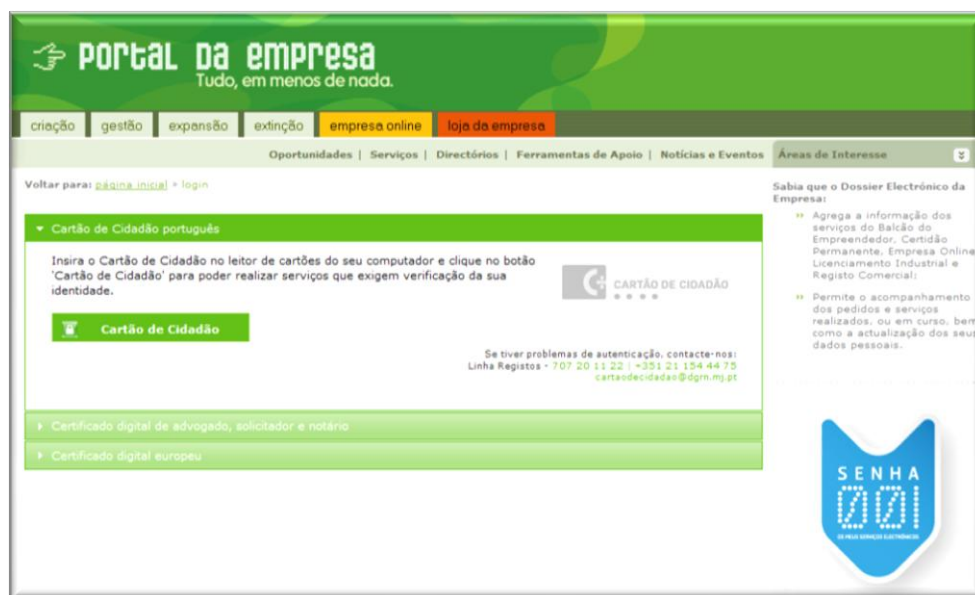 Portal da empresa
Tudo, em menos de nada.
criação gestão expansão extinção empresa online loja da empresa
Oportunidades | Serviços | Directórios | Ferramentas de Apoio | Notícias e Eventos
Áreas de Interesse
Voltar para: página inicial » login
Cartão de Cidadão português
Insira o Cartão de Cidadão no leitor de cartões do seu computador e clique no botão
'Cartão de Cidadão' para poder realizar serviços que exigem verificação da sua
identidade.
CARTÃO DE CIDADÃO
Cartão de Cidadão
Se tiver problemas de autenticação, contacte-nos:
Linha Registos - 707 20 11 22 | +351 21 154 44 75
cartaodecidadao@dgrn.mj.pt
Certificado digital de advogado, solicitador e notário
Certificado digital europeu
Sabia que o Dossier Electrónico da
Empresa:
Agrega a informação dos
serviços do Balcão do
Empreendedor, Certidão
Permanente, Empresa Online
Licenciamento Industrial e
Registo Comercial;
Permite o acompanhamento
dos pedidos e serviços
realizados, ou em curso, bem
como a actualização dos seus
dados pessoais.
SENHA
001
OS MEUS SERVIÇOS ELECTRÓNICOS